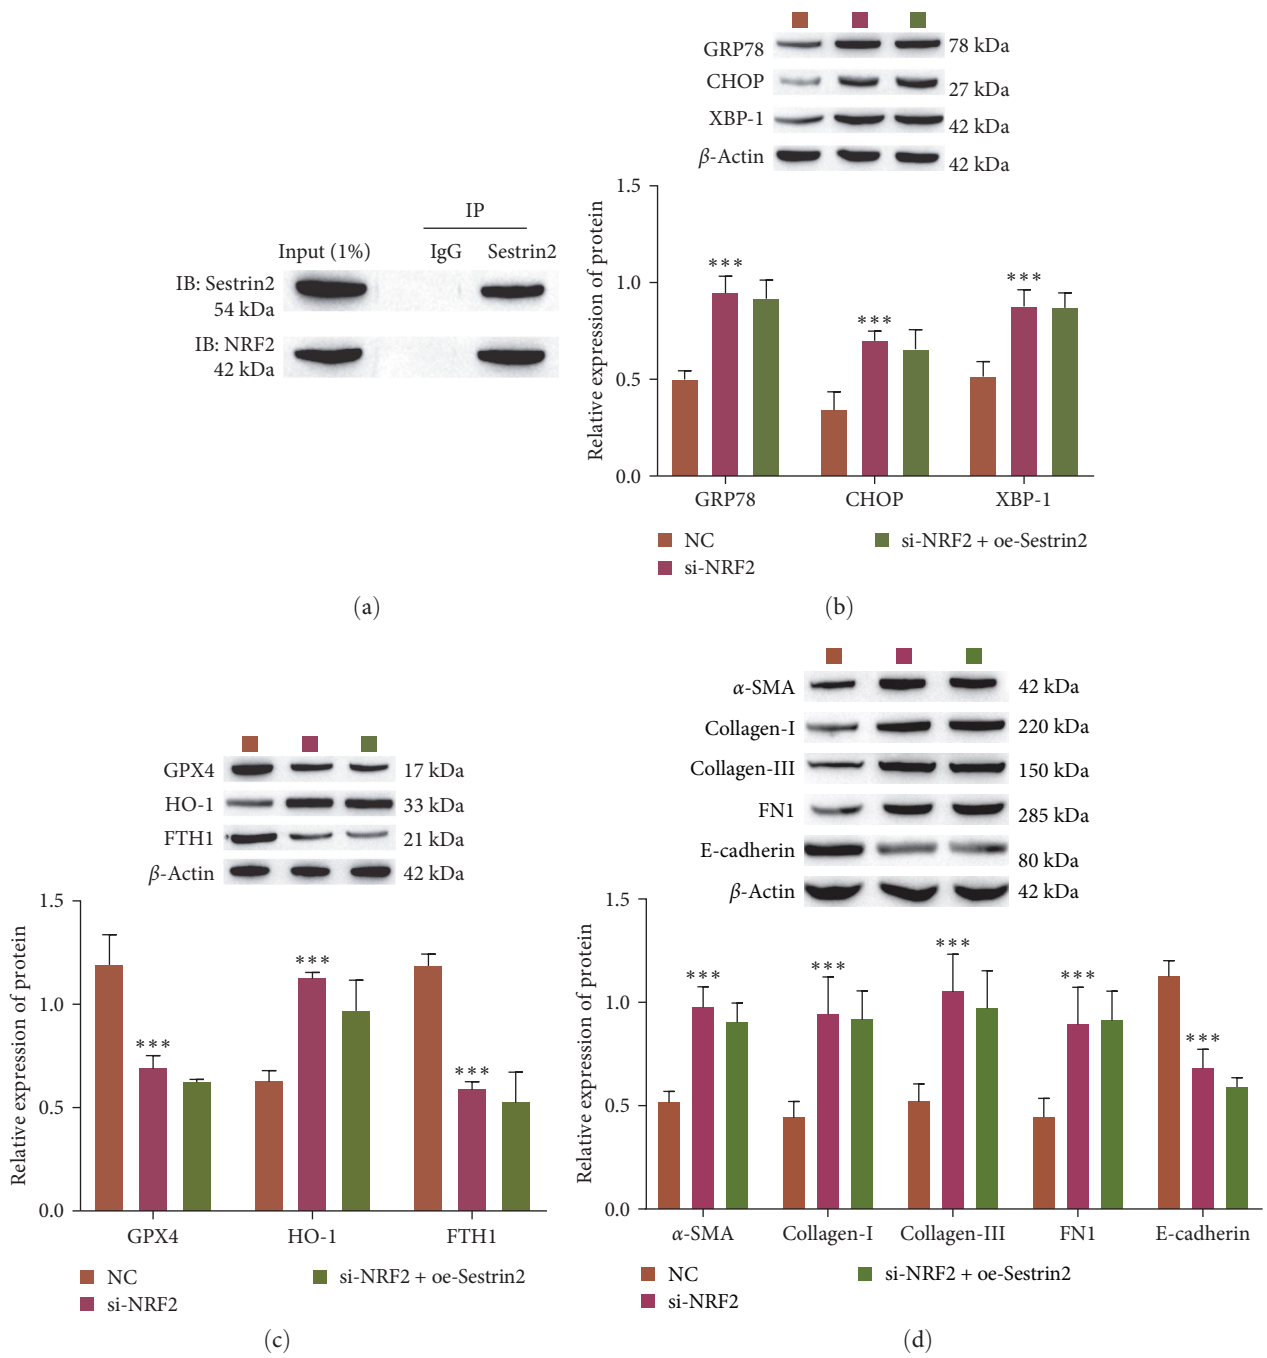 IP
Input (1%) IgG Sestrin2
IB: Sestrin2
54 kDa
IB: NRF2
42 kDa
(a)
GRP78 78 kDa
CHOP 27 kDa
XBP-1 42 kDa
β-Actin 42 kDa
Relative expression of protein
1.5
1.0
0.5
0.0
*** *** ***
GRP78 CHOP XBP-1
NC si-NRF2 + oe-Sestrin2
si-NRF2
(b)
GPX4 17 kDa
HO-1 33 kDa
FTH1 21 kDa
β-Actin 42 kDa
Relative expression of protein
1.5
1.0
0.5
0.0
*** *** ***
GPX4 HO-1 FTH1
NC si-NRF2 + oe-Sestrin2
si-NRF2
(c)
α-SMA 42 kDa
Collagen-I 220 kDa
Collagen-III 150 kDa
FN1 285 kDa
E-cadherin 80 kDa
β-Actin 42 kDa
Relative expression of protein
1.5
1.0
0.5
0.0
*** *** *** *** ***
α-SMA Collagen-I Collagen-III FN1 E-cadherin
NC si-NRF2 + oe-Sestrin2
si-NRF2
(d)